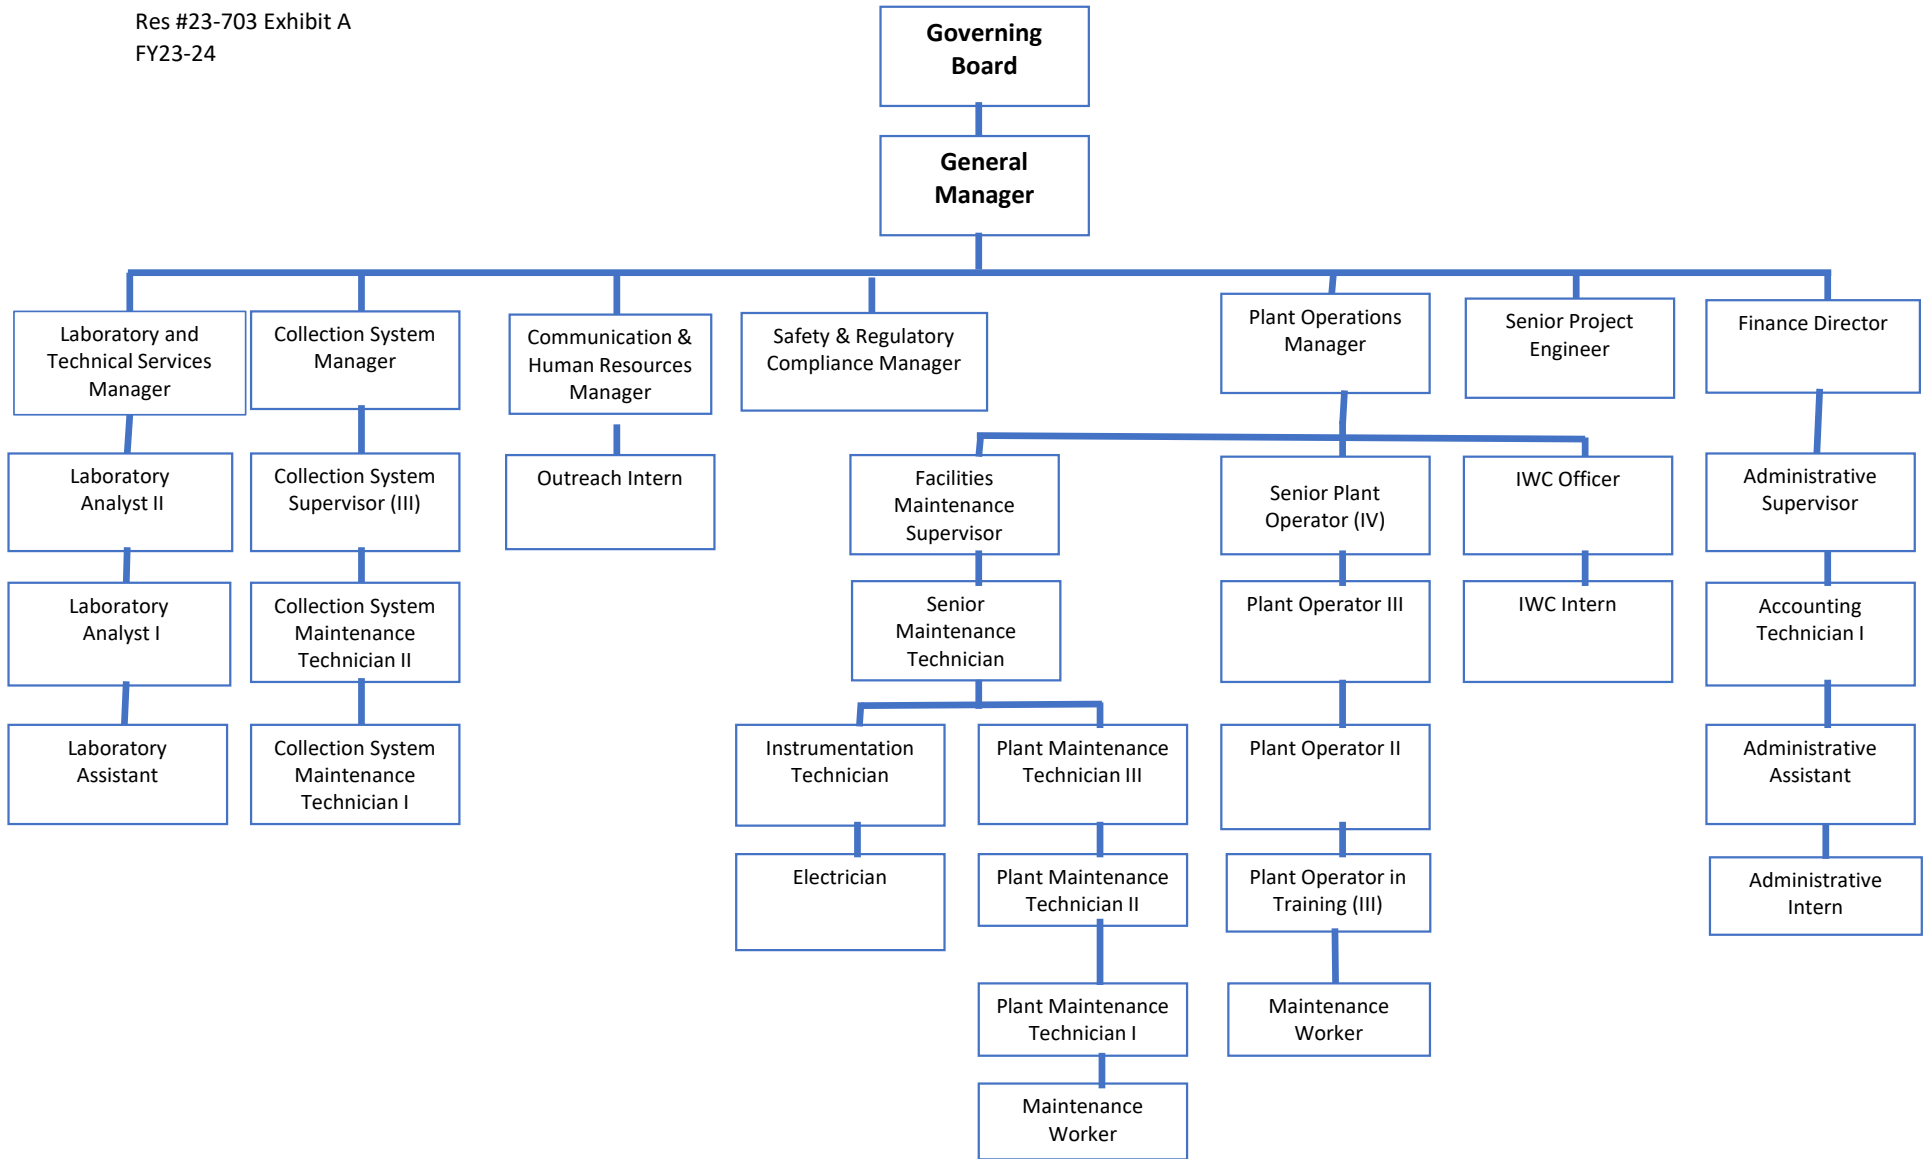 Res #23-703 Exhibit A
FY23-24
Governing
Board
General
Manager
Laboratory and
Technical Services
Manager
Collection System
Manager
Communication &
Human Resources
Manager
Safety & Regulatory
Compliance Manager
Plant Operations
Manager
Senior Project
Engineer
Finance Director
Laboratory
Analyst II
Collection System
Supervisor (III)
Outreach Intern
Facilities
Maintenance
Supervisor
Senior Plant
Operator (IV)
IWC Officer
Administrative
Supervisor
Laboratory
Analyst I
Collection System
Maintenance
Technician II
Senior
Maintenance
Technician
Plant Operator III
IWC Intern
Accounting
Technician I
Laboratory
Assistant
Collection System
Maintenance
Technician I
Instrumentation
Technician
Plant Maintenance
Technician III
Plant Operator II
Administrative
Assistant
Electrician
Plant Maintenance
Technician II
Plant Operator in
Training (III)
Administrative
Intern
Plant Maintenance
Technician I
Maintenance
Worker
Maintenance
Worker